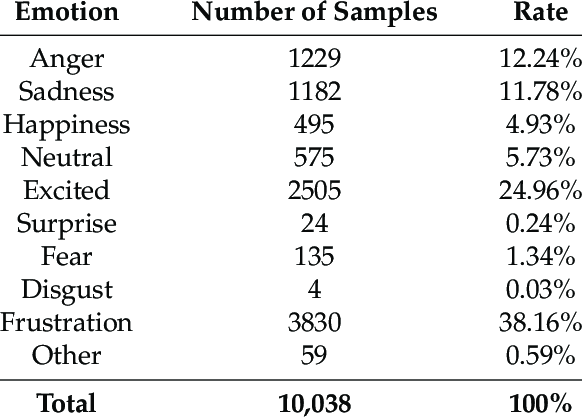 Emotion Number of Samples Rate
Anger 1229 12.24%
Sadness 1182 11.78%
Happiness 495 4.93%
Neutral 575 5.73%
Excited 2505 24.96%
Surprise 24 0.24%
Fear 135 1.34%
Disgust 4 0.03%
Frustration 3830 38.16%
Other 59 0.59%
Total 10,038 100%